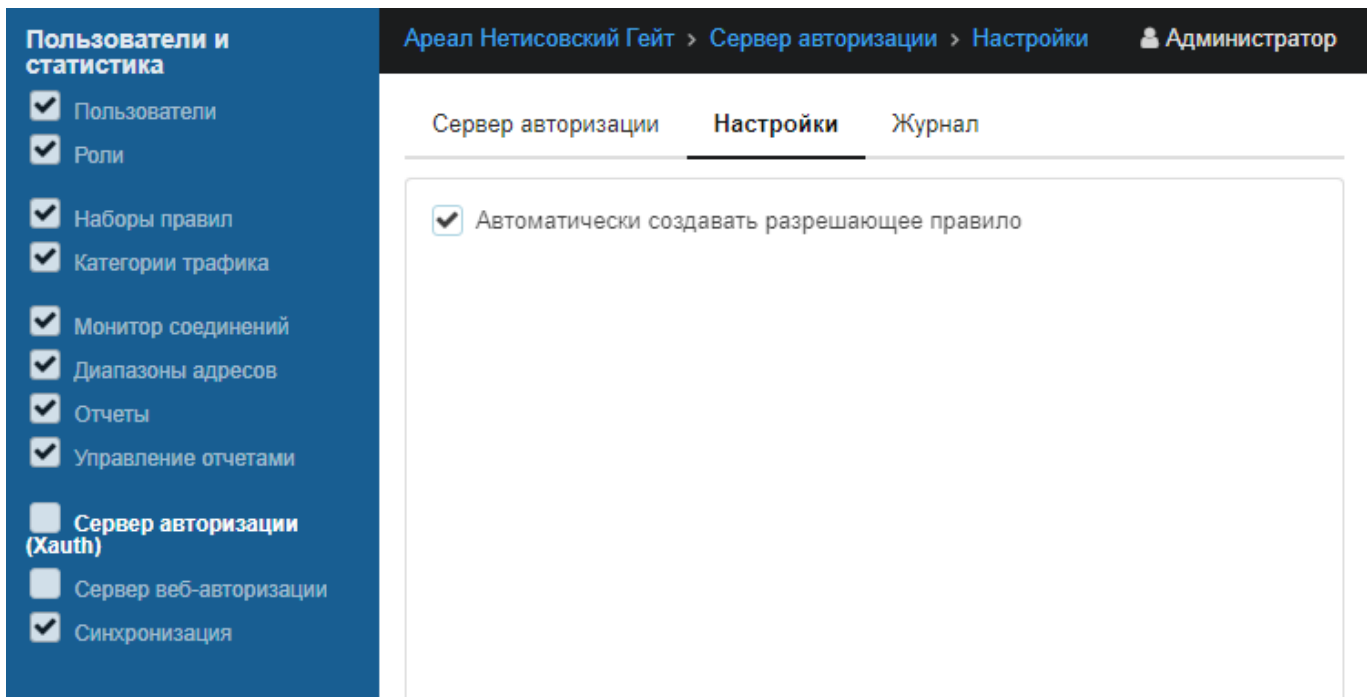 Пользователи и
статистика
Пользователи
Роли
Наборы правил
Категории трафика
Монитор соединений
Диапазоны адресов
Отчеты
Управление отчетами
Сервер авторизации
(Xauth)
Сервер веб-авторизации
Синхронизация
Ареал Нетисовский Гейт > Сервер авторизации > Настройки Администратор
Сервер авторизации Настройки Журнал
Автоматически создавать разрешающее правило